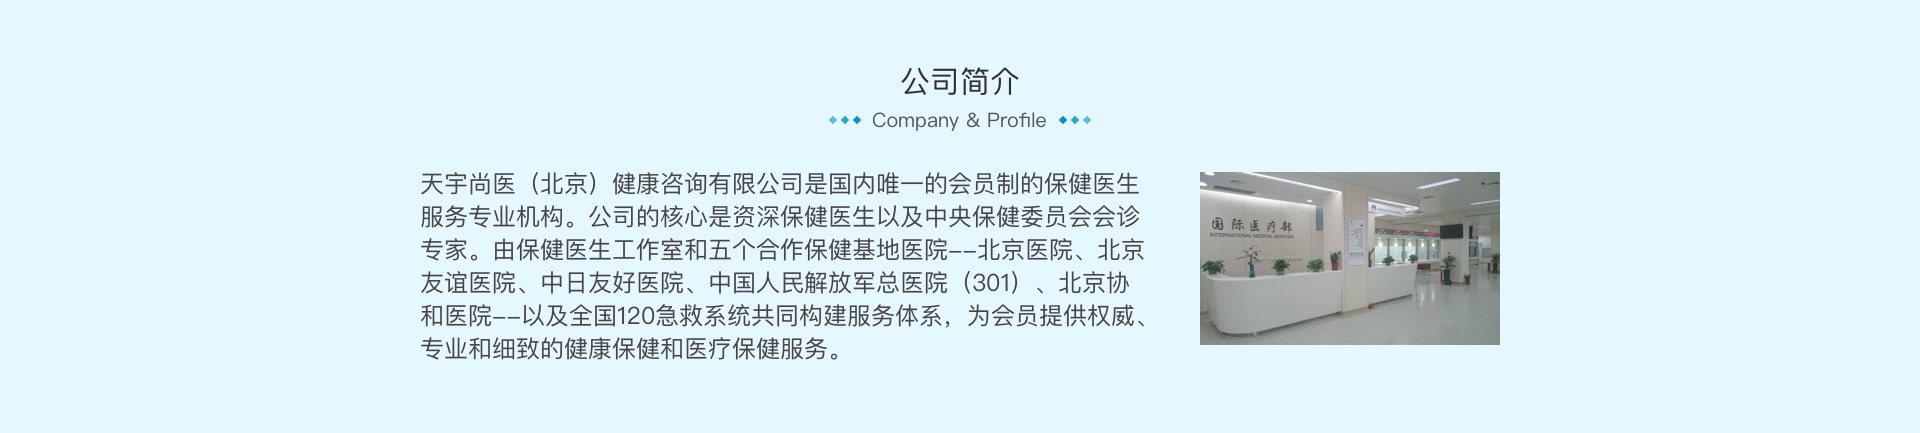 公司简介
Company & Profile
天宇尚医（北京）健康咨询有限公司是国内唯一的会员制的保健医生
服务专业机构。公司的核心是资深保健医生以及中央保健委员会会诊
专家。由保健医生工作室和五个合作保健基地医院––北京医院、北京
友谊医院、中日友好医院、中国人民解放军总医院（301）、北京协
和医院––以及全国120急救系统共同构建服务体系，为会员提供权威、
专业和细致的健康保健和医疗保健服务。
国际医疗部
INTERNATIONAL MEDICAL SERVICES